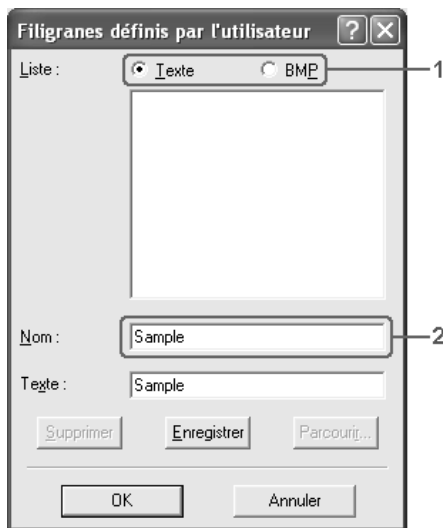 Filigranes définis par l'utilisateur ? X
Liste : Texte BMP 1
Nom : Sample 2
Texte : Sample
Supprimer Enregistrer Parcourir...
OK Annuler